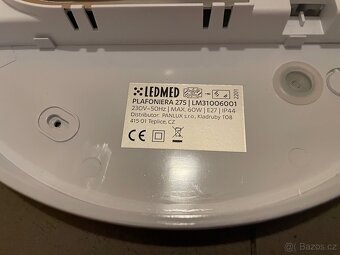 LEDMED
PLAFONIERA 275 | LM31006001
230V~50Hz | MAX. 60W | E27 | IP44
Distributor: PANLUX s.r.o., Kladruby 108
415 01 Teplice, CZ
CE
Bazoš.cz